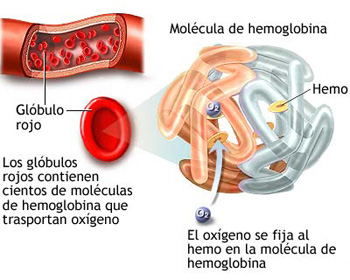 Molécula de hemoglobina
Glóbulo
rojo
Hemo
O2
Los glóbulos
rojos contienen
cientos de moléculas
de hemoglobina que
trasportan oxígeno
O2
El oxígeno se fija al
hemo en la molécula de
hemoglobina